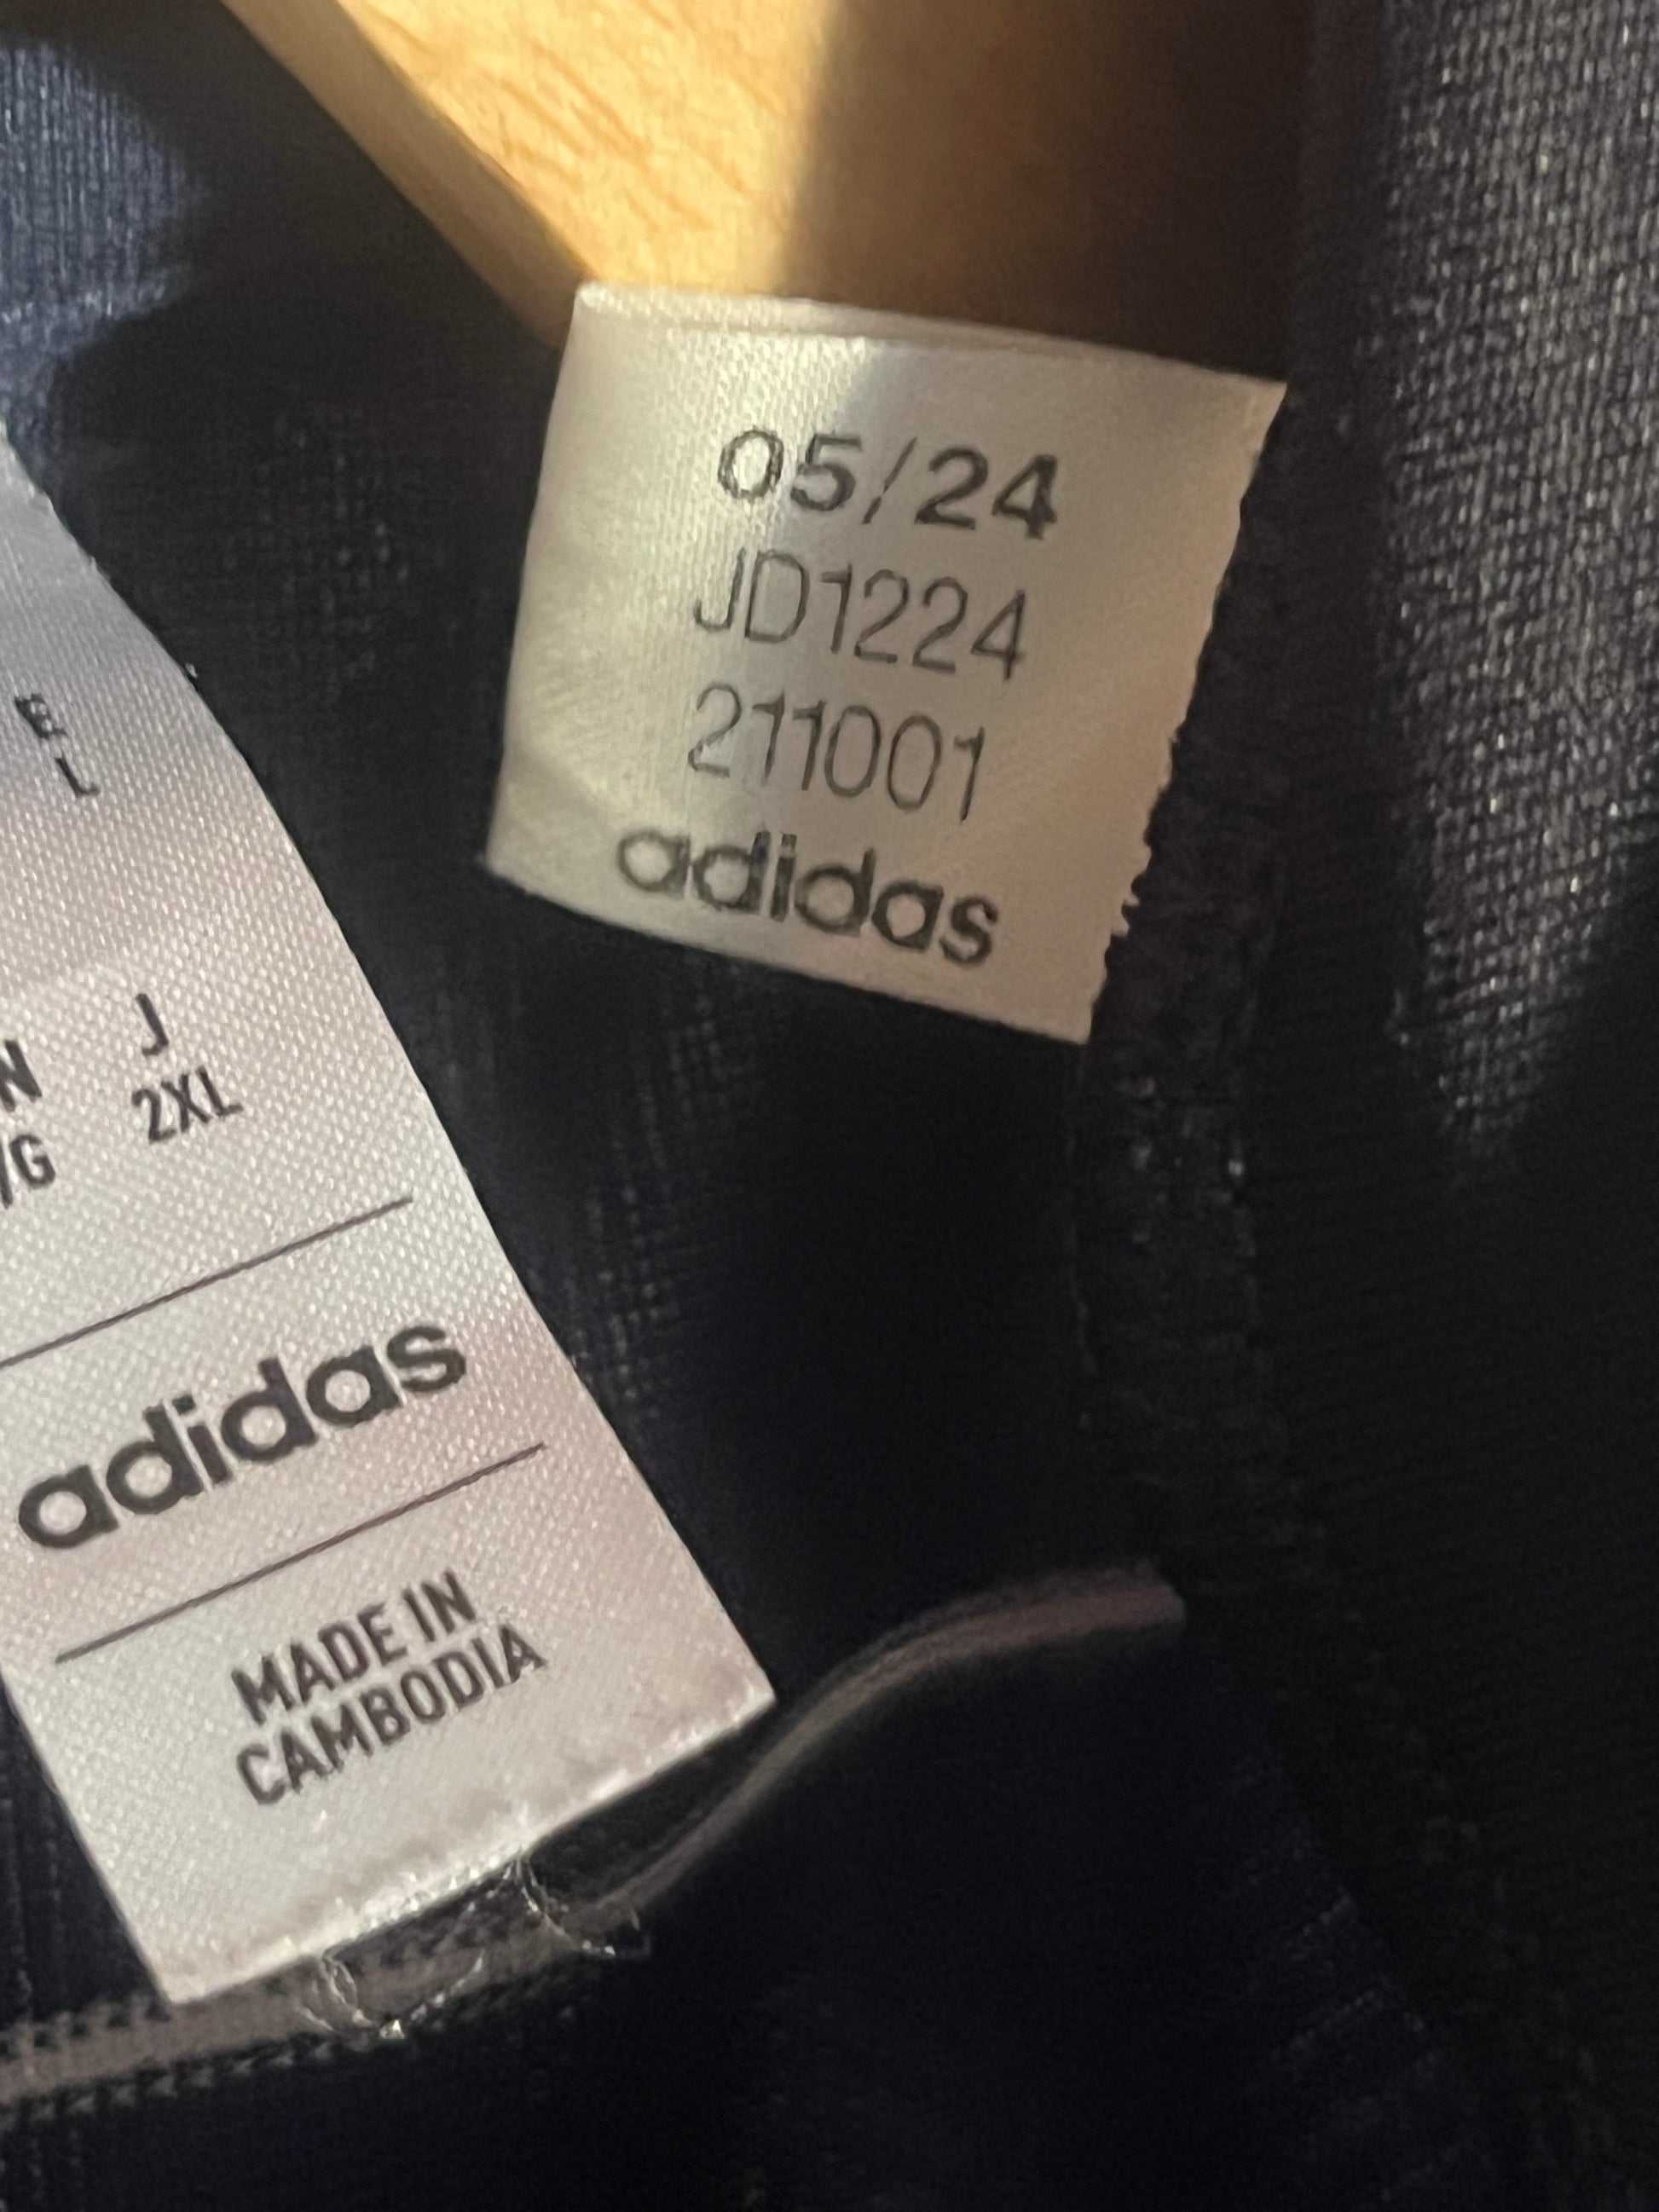 05/24
JD1224
211001
adidas
E
L
J
2XL
/G
adidas
MADE IN
CAMBODIA